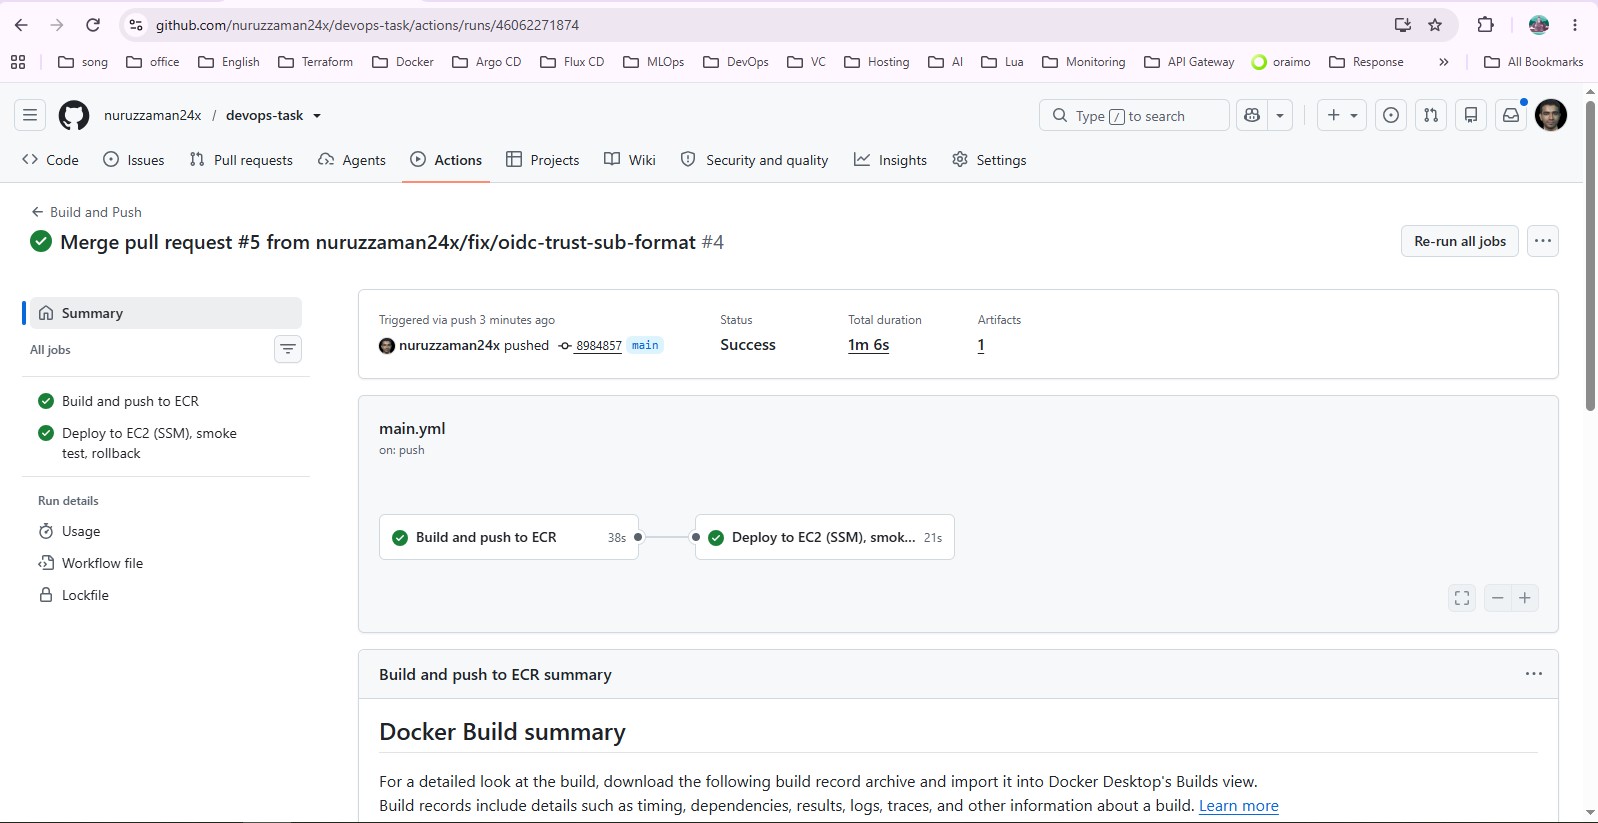 github.com/nuruzzaman24x/devops-task/actions/runs/46062271874
song office English Terraform Docker Argo CD Flux CD MLOps DevOps VC Hosting AI Lua Monitoring API Gateway oraimo Response » All Bookmarks
nuruzzaman24x / devops-task
Type / to search
Code Issues Pull requests Agents Actions Projects Wiki Security and quality Insights Settings
Build and Push
Merge pull request #5 from nuruzzaman24x/fix/oidc-trust-sub-format #4
Re-run all jobs
Summary
All jobs
Build and push to ECR
Deploy to EC2 (SSM), smoke
test, rollback
Run details
Usage
Workflow file
Lockfile
Triggered via push 3 minutes ago
nuruzzaman24x pushed 8984857 main
Status
Success
Total duration
1m 6s
Artifacts
1
main.yml
on: push
Build and push to ECR 38s
Deploy to EC2 (SSM), smok... 21s
Build and push to ECR summary
Docker Build summary
For a detailed look at the build, download the following build record archive and import it into Docker Desktop's Builds view.
Build records include details such as timing, dependencies, results, logs, traces, and other information about a build. Learn more